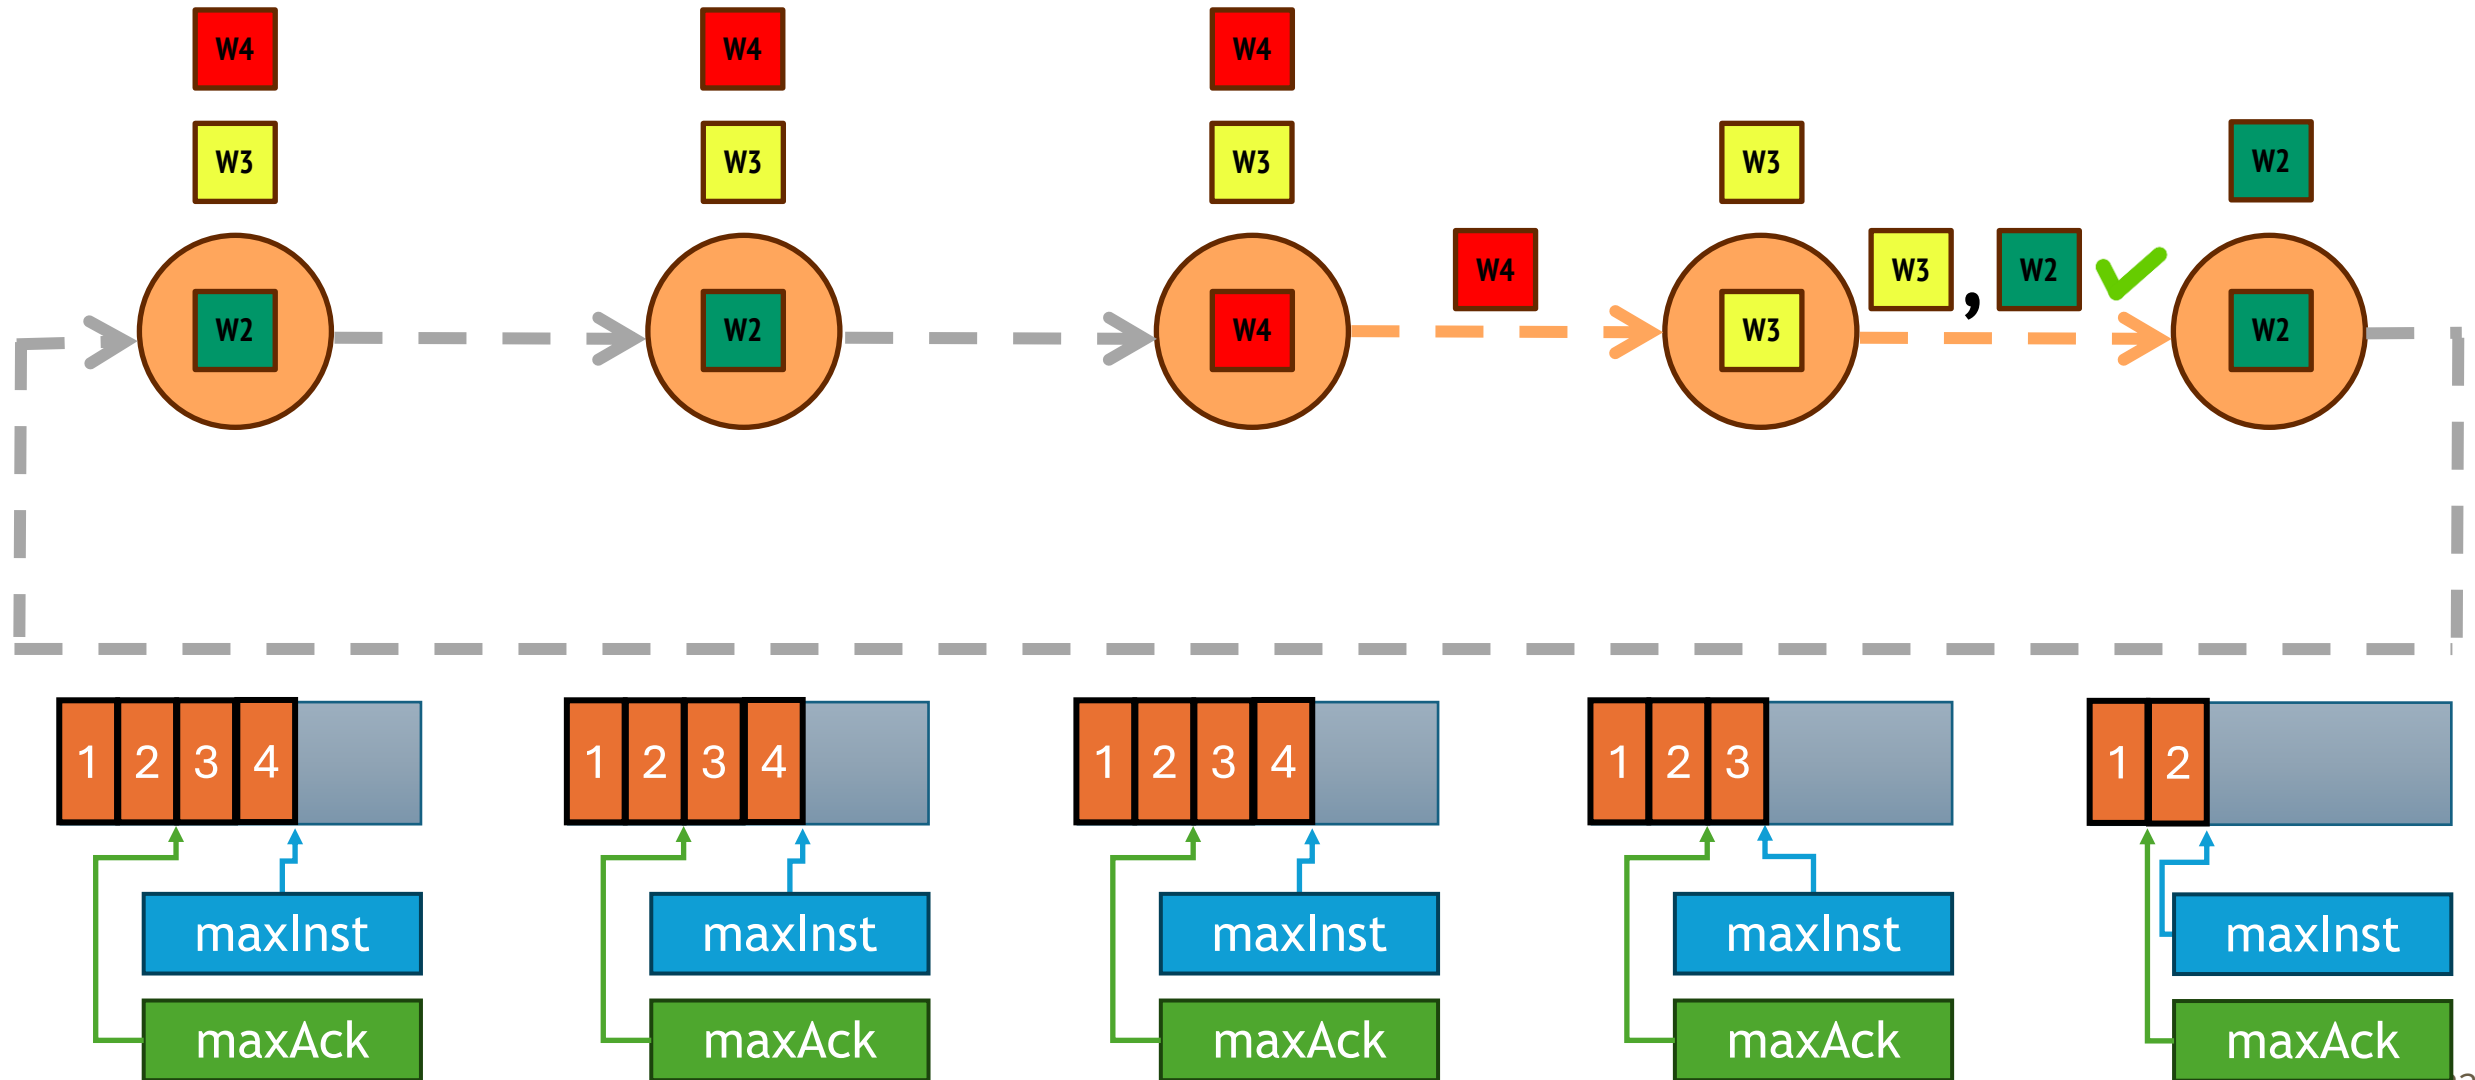 W4 W4 W4
W3 W3 W3 W3 W2
W4 W3 , W2
W2 W2 W4 W3 W2
1 2 3 4 1 2 3 4 1 2 3 4 1 2 3 1 2
maxInst maxInst maxInst maxInst maxInst
maxAck maxAck maxAck maxAck maxAck